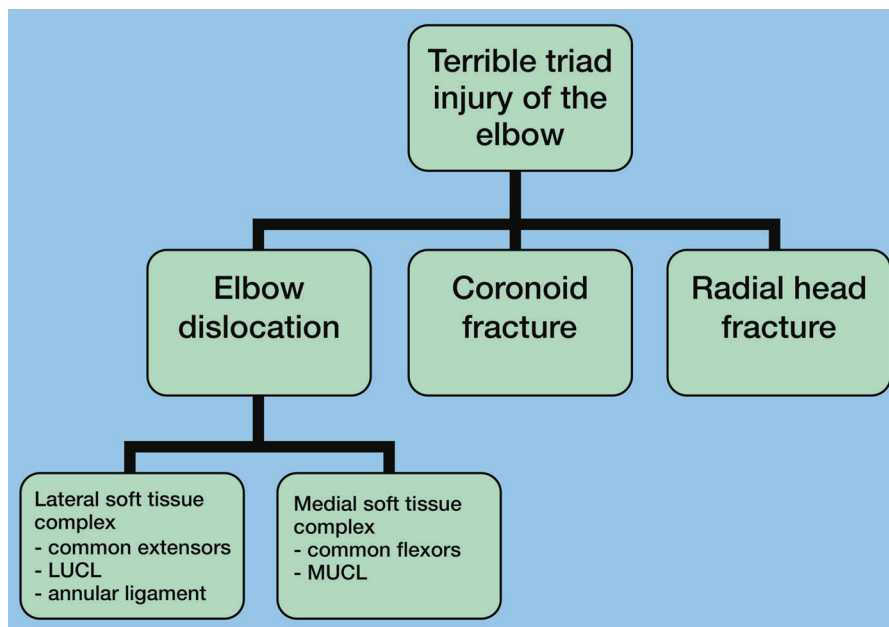 Terrible triad
injury of the
elbow
Elbow
dislocation
Coronoid
fracture
Radial head
fracture
Lateral soft tissue
complex
- common extensors
- LUCL
- annular ligament
Medial soft tissue
complex
- common flexors
- MUCL